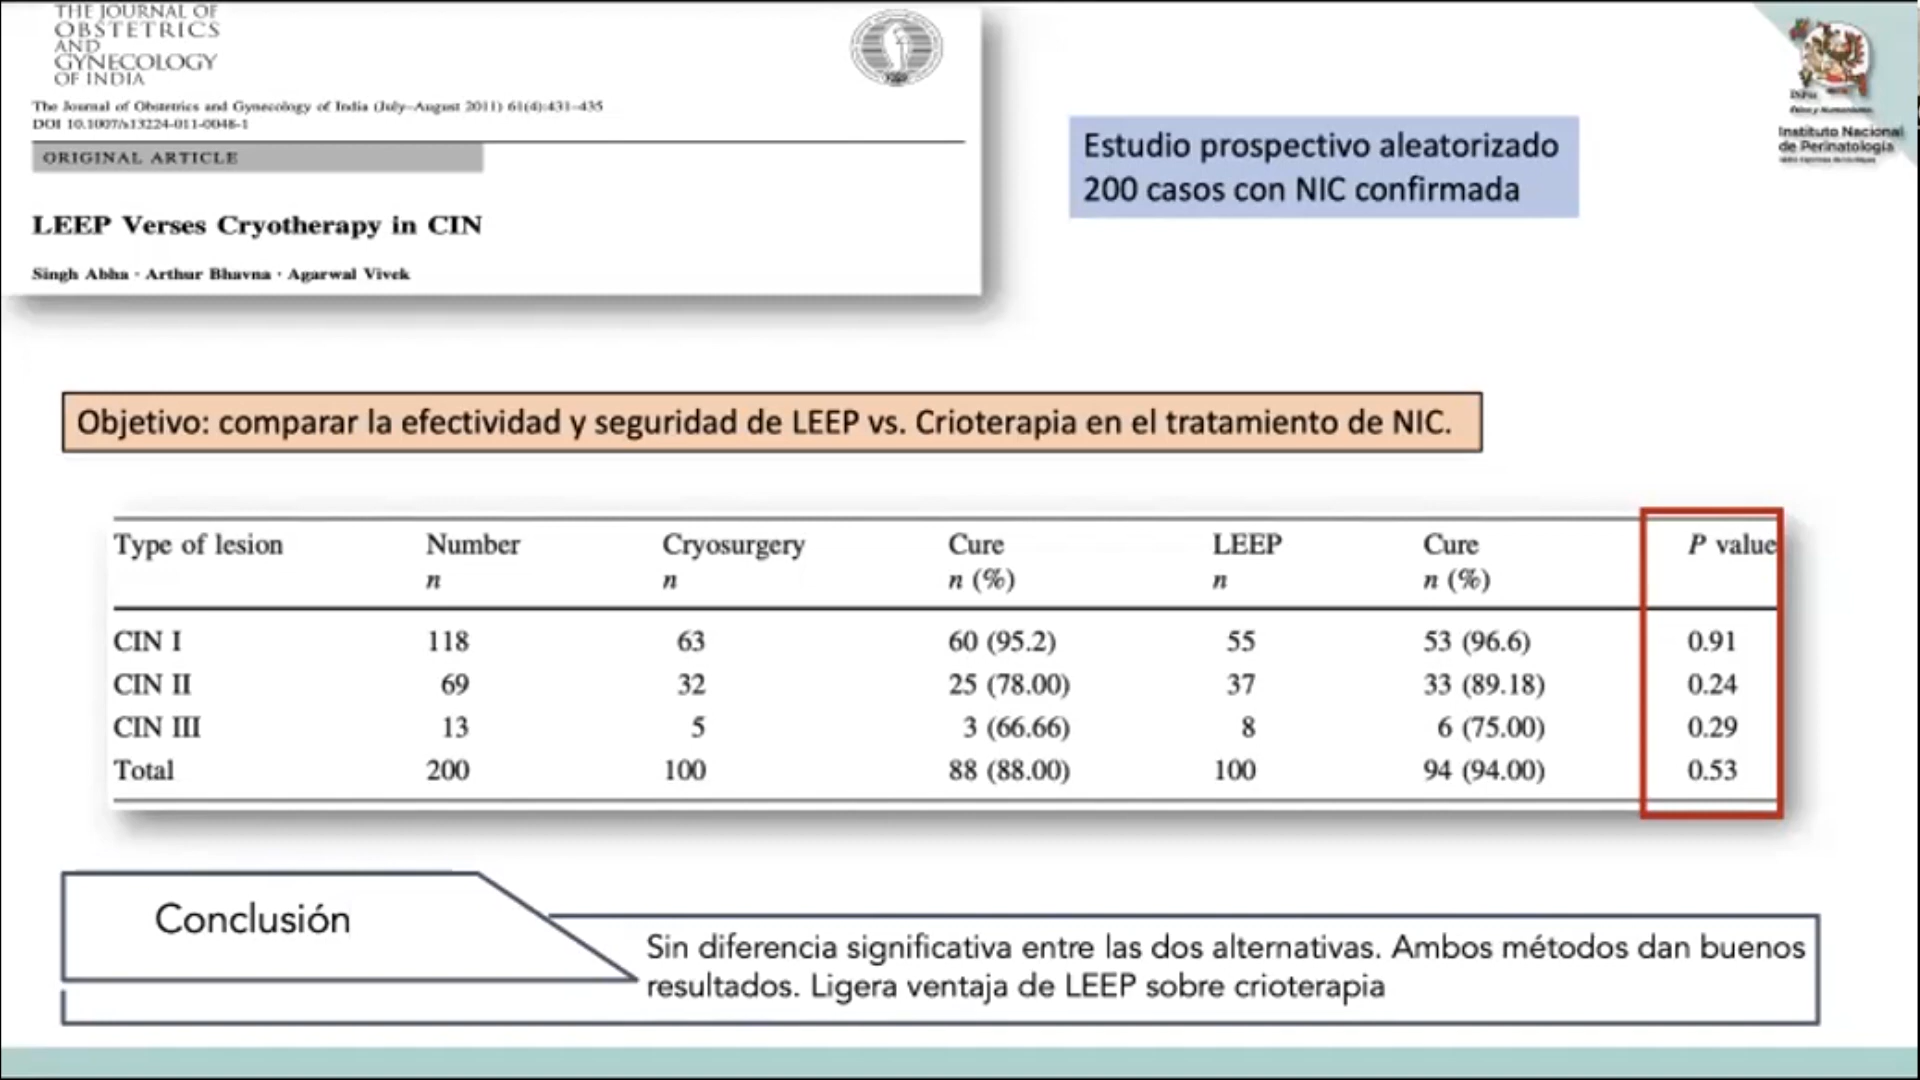 THE JOURNAL OF
OBSTETRICS
AND
GYNECOLOGY
OF INDIA
The Journal of Obstetrics and Gynecology of India (July–August 2011) 61(4):431–435
DOI 10.1007/s13224-011-0048-1
ORIGINAL ARTICLE
LEEP Verses Cryotherapy in CIN
Singh Abha · Arthur Bhavna · Agarwal Vivek
Estudio prospectivo aleatorizado
200 casos con NIC confirmada
Instituto Nacional
de Perinatología
Objetivo: comparar la efectividad y seguridad de LEEP vs. Crioterapia en el tratamiento de NIC.
Type of lesion Number Cryosurgery Cure LEEP Cure P value
n n n (%) n n (%)
CIN I 118 63 60 (95.2) 55 53 (96.6) 0.91
CIN II 69 32 25 (78.00) 37 33 (89.18) 0.24
CIN III 13 5 3 (66.66) 8 6 (75.00) 0.29
Total 200 100 88 (88.00) 100 94 (94.00) 0.53
Conclusión
Sin diferencia significativa entre las dos alternativas. Ambos métodos dan buenos
resultados. Ligera ventaja de LEEP sobre crioterapia